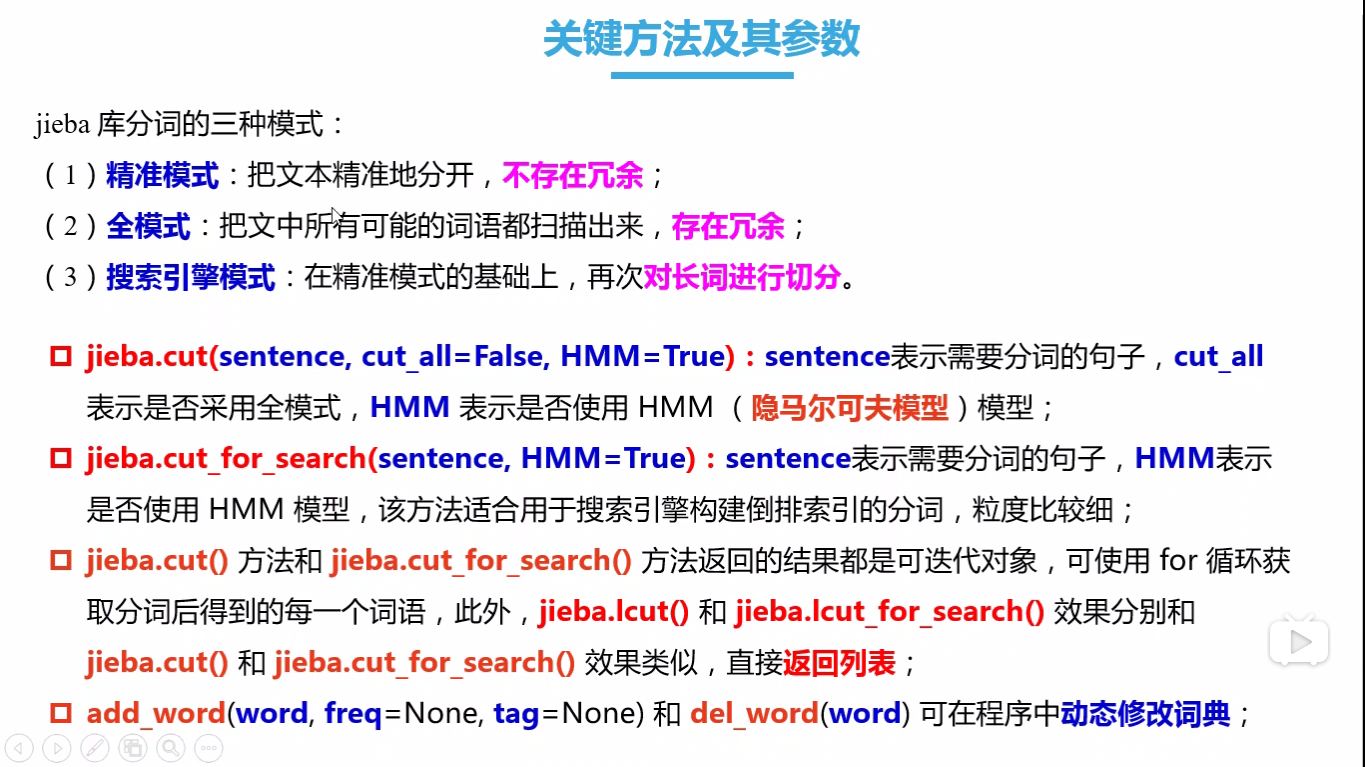 关键方法及其参数
jieba 库分词的三种模式：
（1）精准模式：把文本精准地分开，不存在冗余；
（2）全模式：把文中所有可能的词语都扫描出来，存在冗余；
（3）搜索引擎模式：在精准模式的基础上，再次对长词进行切分。
jieba.cut(sentence, cut_all=False, HMM=True)：sentence表示需要分词的句子，cut_all
表示是否采用全模式，HMM 表示是否使用 HMM （隐马尔可夫模型）模型；
jieba.cut_for_search(sentence, HMM=True)：sentence表示需要分词的句子，HMM表示
是否使用 HMM 模型，该方法适合用于搜索引擎构建倒排索引的分词，粒度比较细；
jieba.cut() 方法和 jieba.cut_for_search() 方法返回的结果都是可迭代对象，可使用 for 循环获
取分词后得到的每一个词语，此外，jieba.lcut() 和 jieba.lcut_for_search() 效果分别和
jieba.cut() 和 jieba.cut_for_search() 效果类似，直接返回列表；
add_word(word, freq=None, tag=None) 和 del_word(word) 可在程序中动态修改词典；